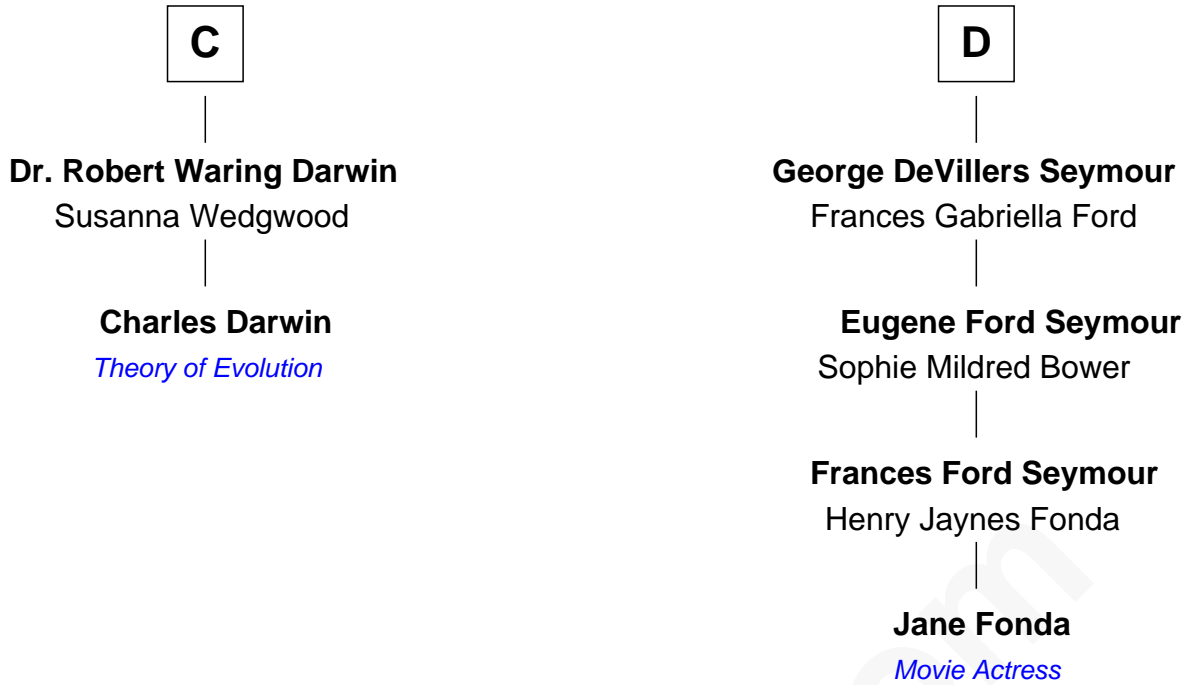 C
Dr. Robert Waring Darwin
Susanna Wedgwood
Charles Darwin
Theory of Evolution
D
George DeVillers Seymour
Frances Gabriella Ford
Eugene Ford Seymour
Sophie Mildred Bower
Frances Ford Seymour
Henry Jaynes Fonda
Jane Fonda
Movie Actress